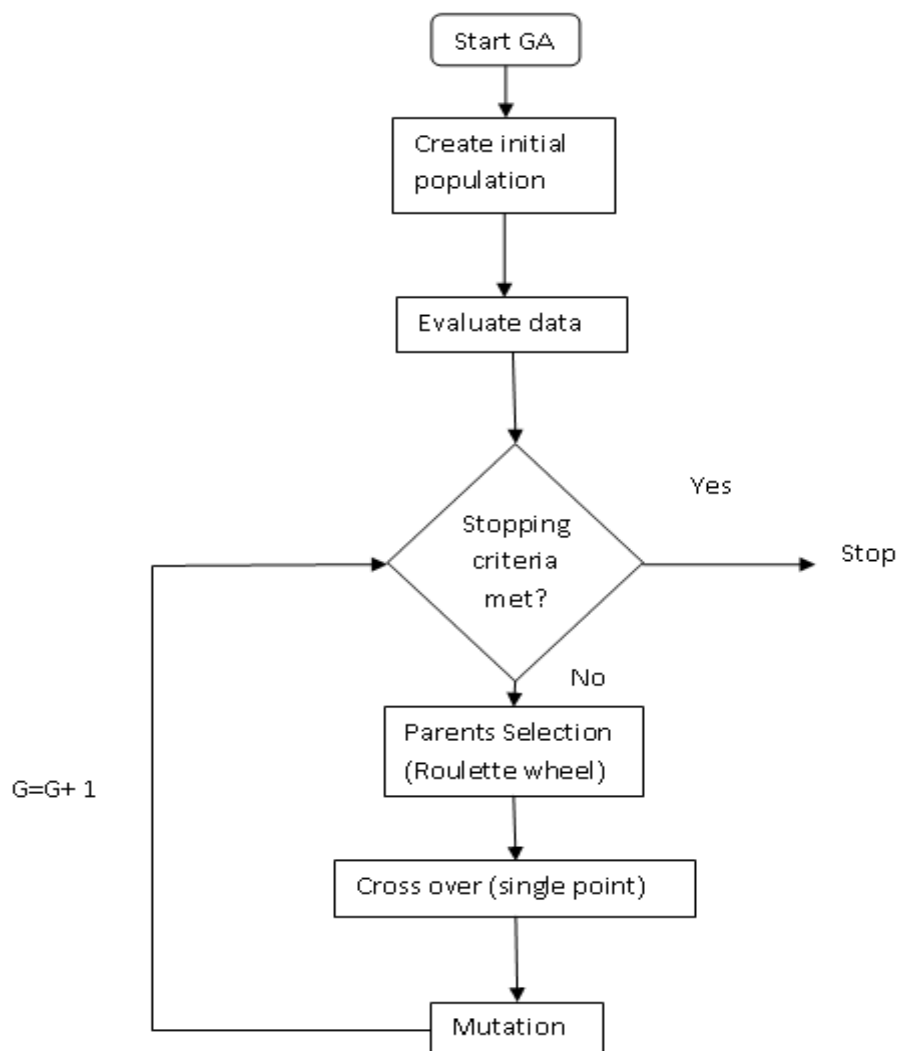 Start GA
Create initial
population
Evaluate data
Yes
Stopping
criteria
met?
Stop
No
Parents Selection
(Roulette wheel)
G=G+ 1
Cross over (single point)
Mutation